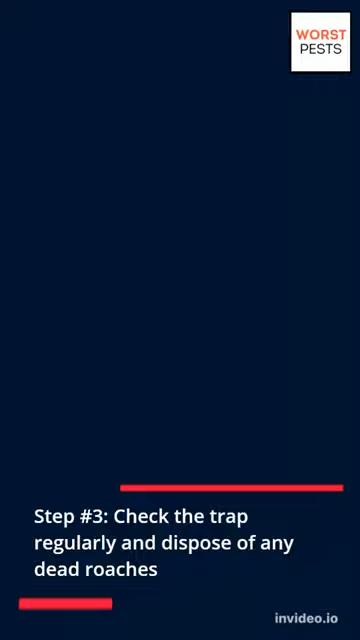 WORST
PESTS
Step #3: Check the trap
regularly and dispose of any
dead roaches
invideo.io